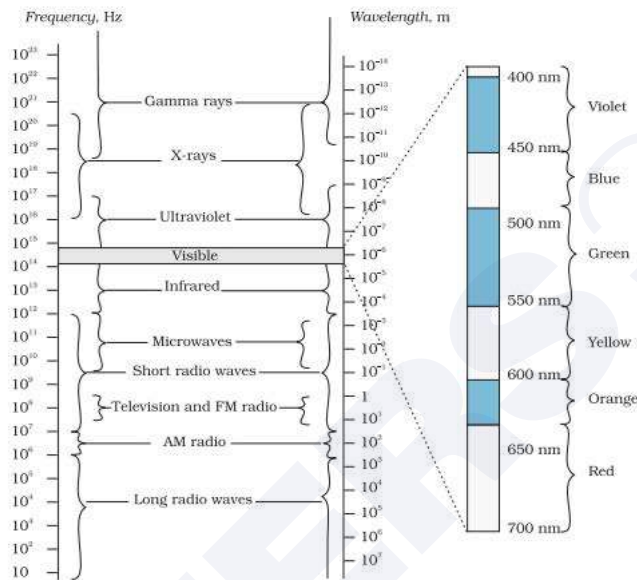 Frequency, Hz
10²³
10²²
10²¹
10²⁰
10¹⁹
10¹⁸
10¹⁷
10¹⁶
10¹⁵
10¹⁴
10¹³
10¹²
10¹¹
10¹⁰
10⁹
10⁸
10⁷
10⁶
10⁵
10⁴
10³
10²
10
Gamma rays
X-rays
Ultraviolet
Visible
Infrared
Microwaves
Short radio waves
Television and FM radio
AM radio
Long radio waves
Wavelength, m
10⁻¹⁴
10⁻¹³
10⁻¹²
10⁻¹¹
10⁻¹⁰
10⁻⁹
10⁻⁸
10⁻⁷
10⁻⁶
10⁻⁵
10⁻⁴
10⁻³
10⁻²
10⁻¹
1
10¹
10²
10³
10⁴
10⁵
10⁶
10⁷
400 nm
450 nm
500 nm
550 nm
600 nm
650 nm
700 nm
Violet
Blue
Green
Yellow
Orange
Red